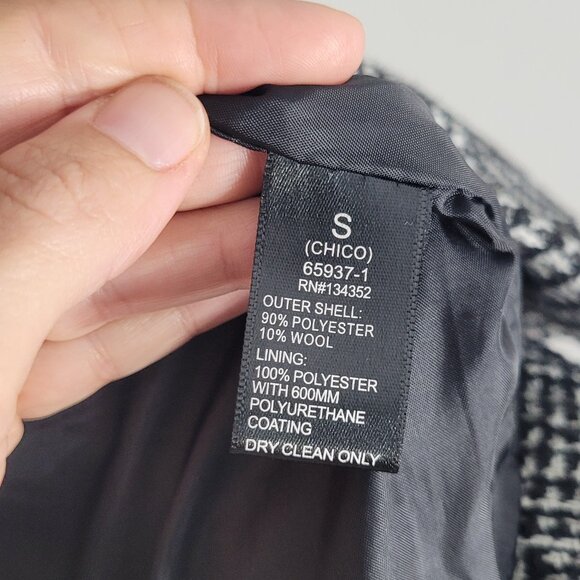 S
(CHICO)
65937-1
RN#134352
OUTER SHELL:
90% POLYESTER
10% WOOL
LINING:
100% POLYESTER
WITH 600MM
POLYURETHANE
COATING
DRY CLEAN ONLY